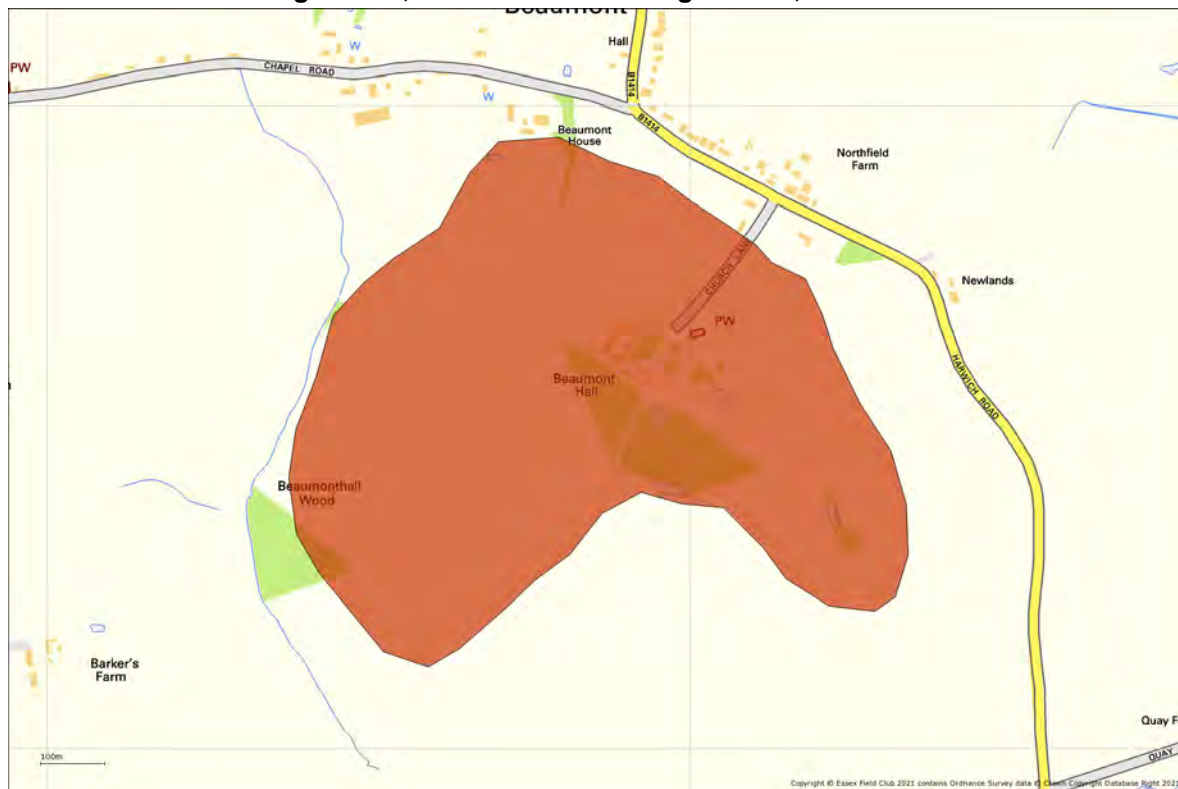 Beaumont
Hall
PW
W
CHAPEL ROAD
B1414
W
B1414
Beaumont
House
Northfield
Farm
CHURCH LANE
Newlands
PW
HARWICH ROAD
Beaumont
Hall
Beaumonthall
Wood
Barker's
Farm
Quay F
QUAY
100m
Copyright © Essex Field Club 2021 contains Ordnance Survey data © Crown Copyright Database Right 2021